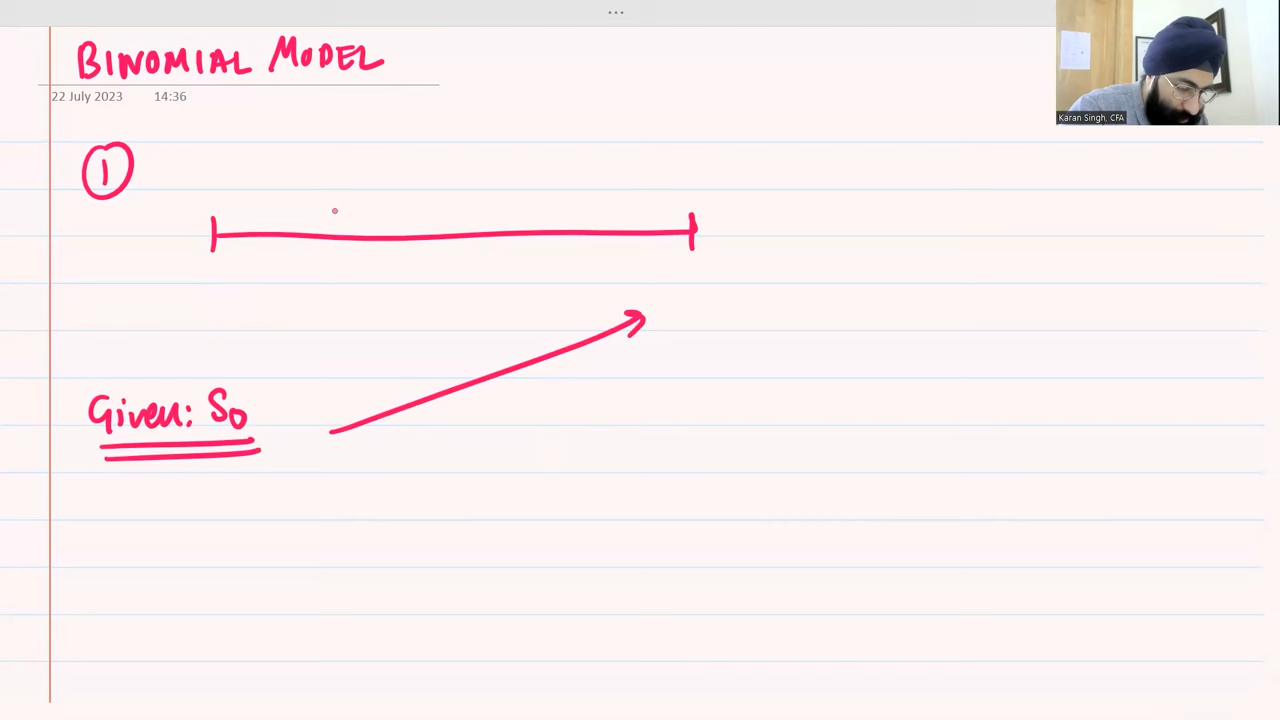 BINOMIAL MODEL
22 July 2023 14:36
Karan Singh, CFA
1
Given: S0